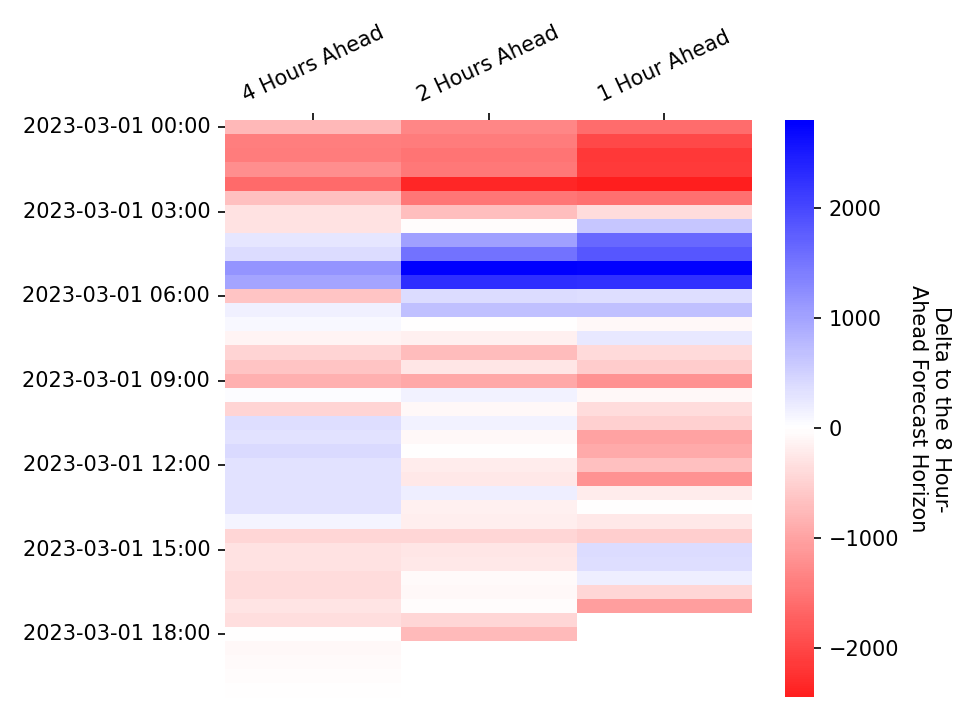 4 Hours Ahead
2 Hours Ahead
1 Hour Ahead
2023-03-01 00:00
2023-03-01 03:00
2023-03-01 06:00
2023-03-01 09:00
2023-03-01 12:00
2023-03-01 15:00
2023-03-01 18:00
2000
1000
0
−1000
−2000
Delta to the 8 Hour-
Ahead Forecast Horizon